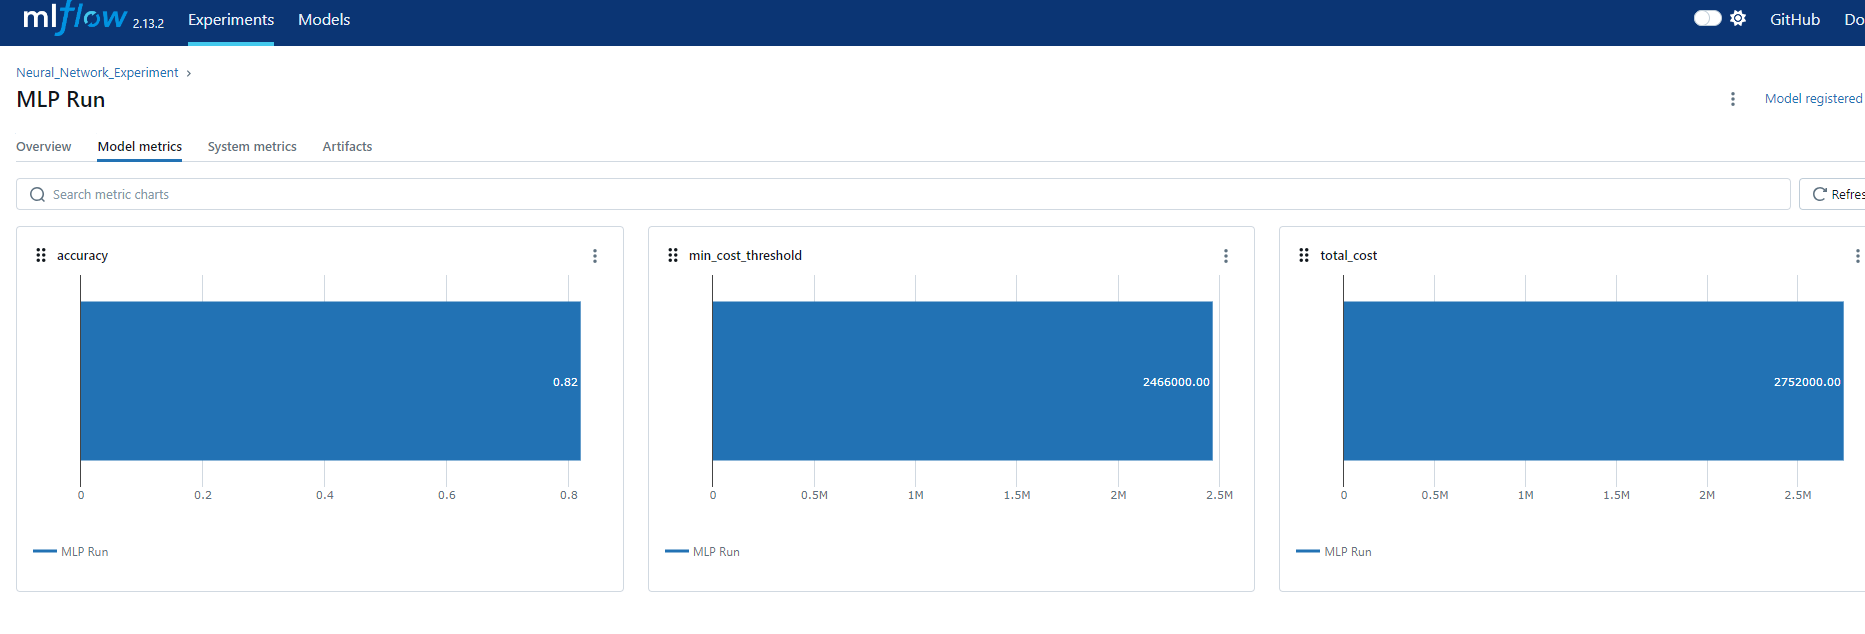 mlflow 2.13.2 Experiments Models GitHub Do
Neural_Network_Experiment ›
MLP Run
Model registered
Overview Model metrics System metrics Artifacts
Search metric charts
Refres
accuracy
0.82
0 0.2 0.4 0.6 0.8
MLP Run
min_cost_threshold
2466000.00
0 0.5M 1M 1.5M 2M 2.5M
MLP Run
total_cost
2752000.00
0 0.5M 1M 1.5M 2M 2.5M
MLP Run